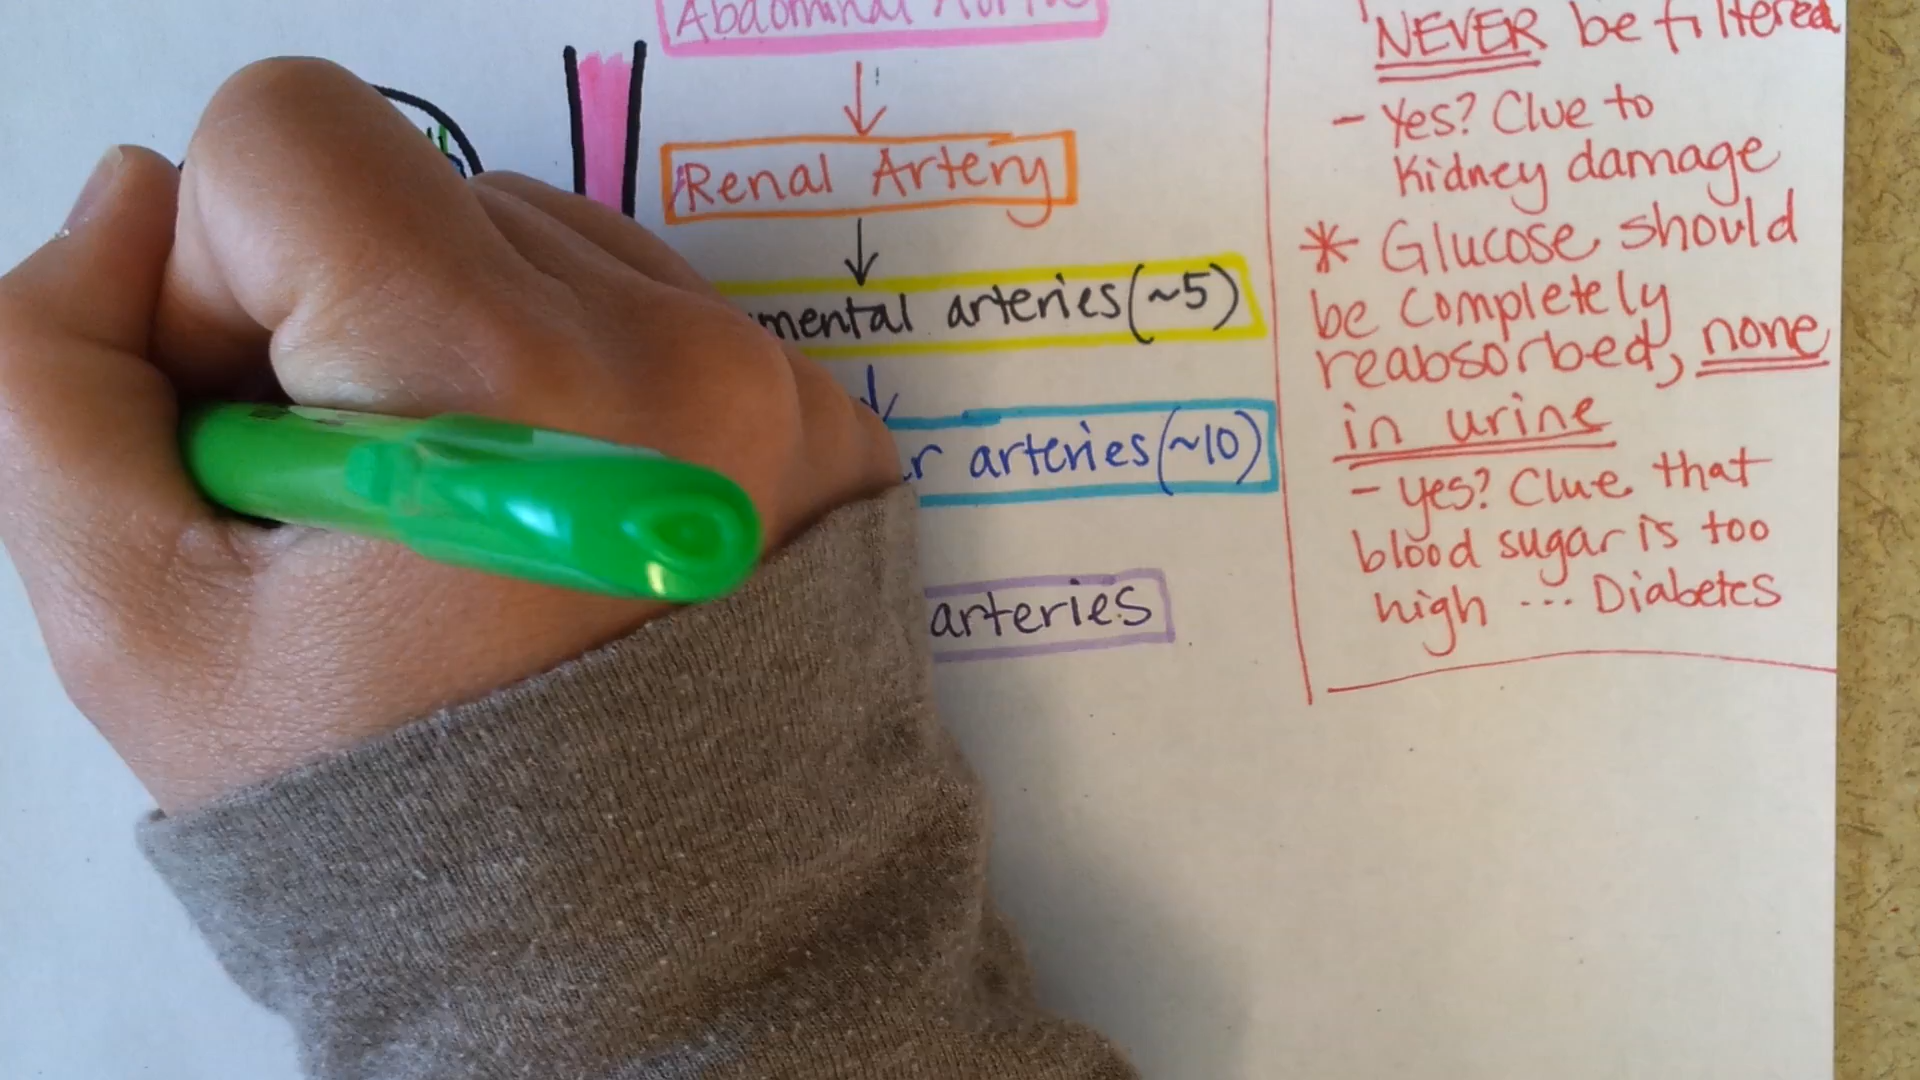 Abdominal Aorta
Renal Artery
mental arteries (~5)
r arteries (~10)
arteries
NEVER be filtered
- Yes? Clue to
Kidney damage
* Glucose should
be completely
reabsorbed, none
in urine
- yes? Clue that
blood sugar is too
high ... Diabetes